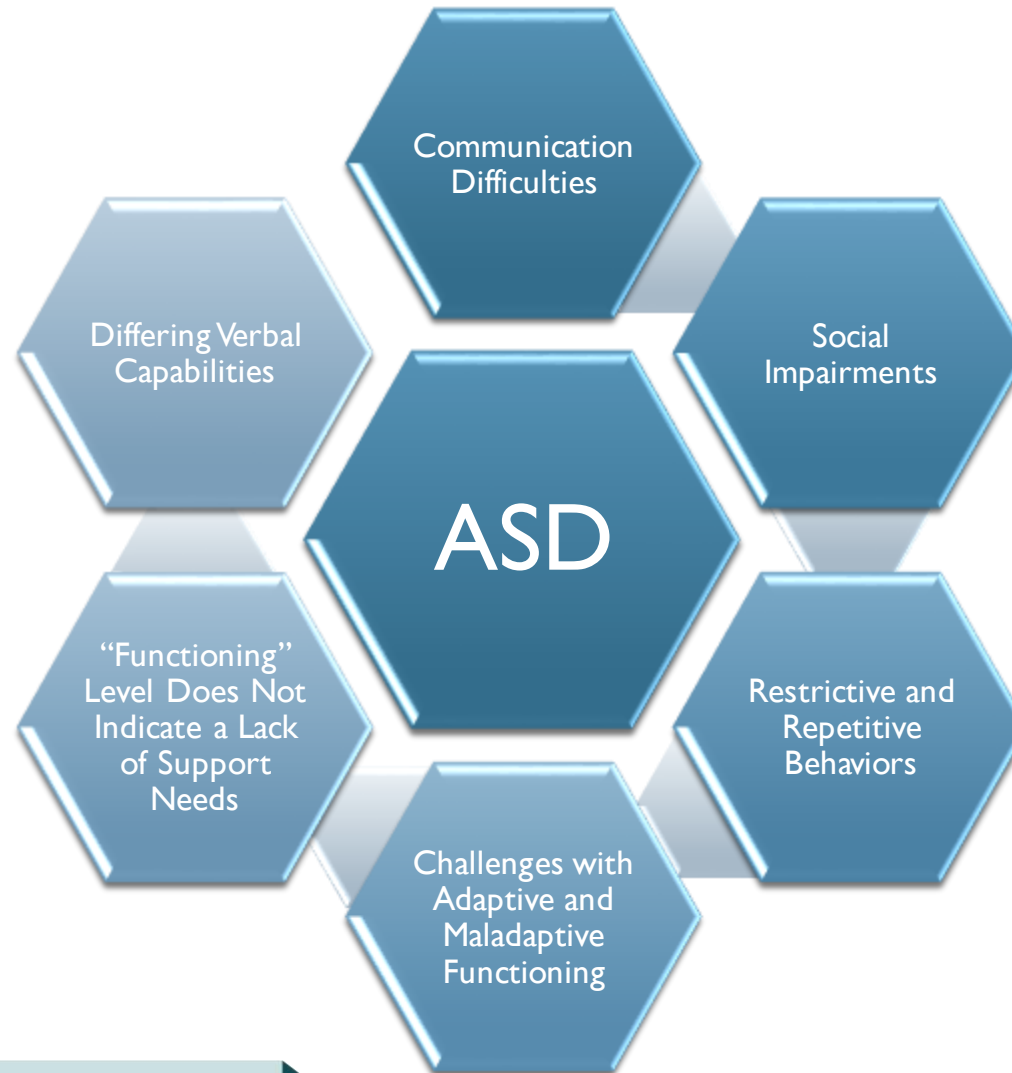 Communication
Difficulties
Social
Impairments
Restrictive and
Repetitive
Behaviors
Challenges with
Adaptive and
Maladaptive
Functioning
“Functioning”
Level Does Not
Indicate a Lack
of Support
Needs
Differing Verbal
Capabilities
ASD